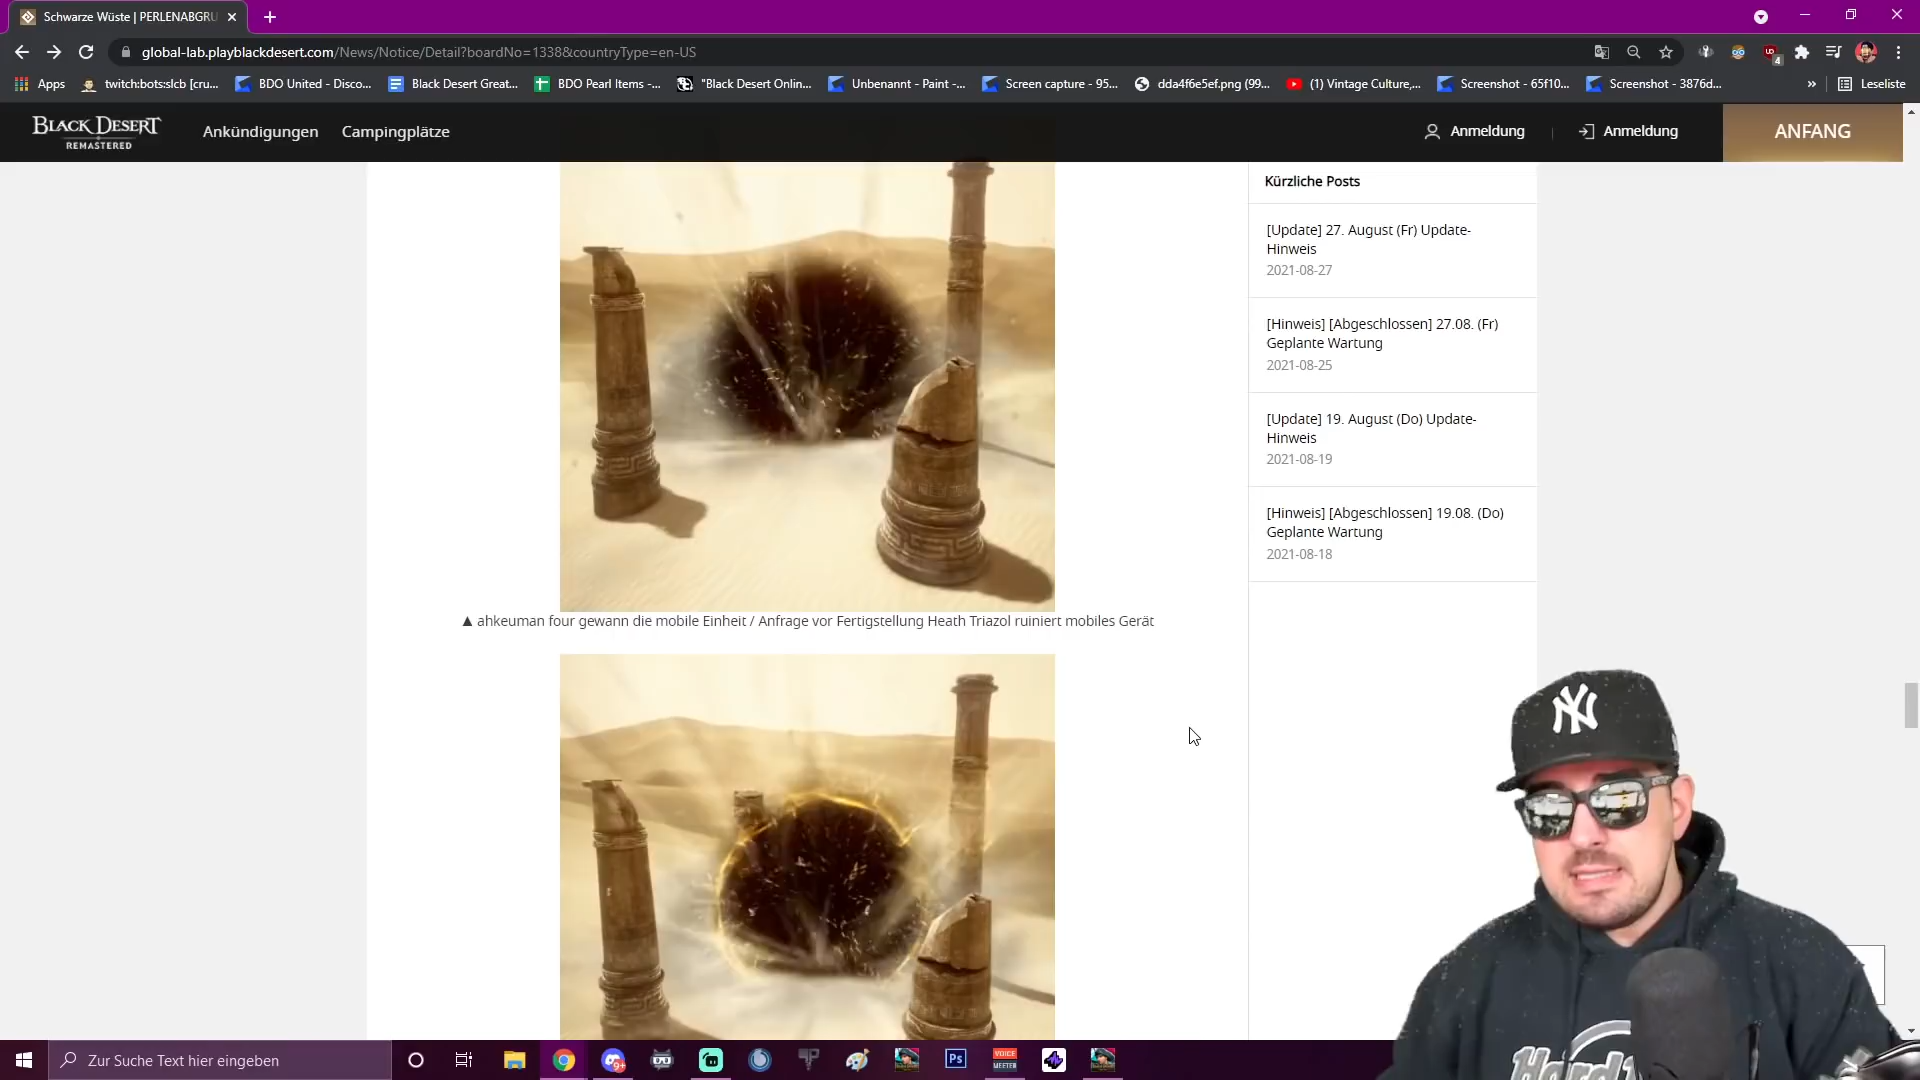 Schwarze Wüste | PERLENABGRU
global-lab.playblackdesert.com/News/Notice/Detail?boardNo=1338&countryType=en-US
4
Apps
twitch:bots:slcb [cru...
BDO United - Disco...
Black Desert Great...
BDO Pearl Items -...
"Black Desert Onlin...
Unbenannt - Paint -...
Screen capture - 95...
dda4f6e5ef.png (99...
(1) Vintage Culture,...
Screenshot - 65f10...
Screenshot - 3876d...
»
Leseliste
BLACK DESERT
REMASTERED
Ankündigungen
Campingplätze
Anmeldung
Anmeldung
ANFANG
Kürzliche Posts
[Update] 27. August (Fr) Update-
Hinweis
2021-08-27
[Hinweis] [Abgeschlossen] 27.08. (Fr)
Geplante Wartung
2021-08-25
[Update] 19. August (Do) Update-
Hinweis
2021-08-19
[Hinweis] [Abgeschlossen] 19.08. (Do)
Geplante Wartung
2021-08-18
▲ ahkeuman four gewann die mobile Einheit / Anfrage vor Fertigstellung Heath Triazol ruiniert mobiles Gerät
NY
Zur Suche Text hier eingeben
9+
Ps
VOICE
MEETER